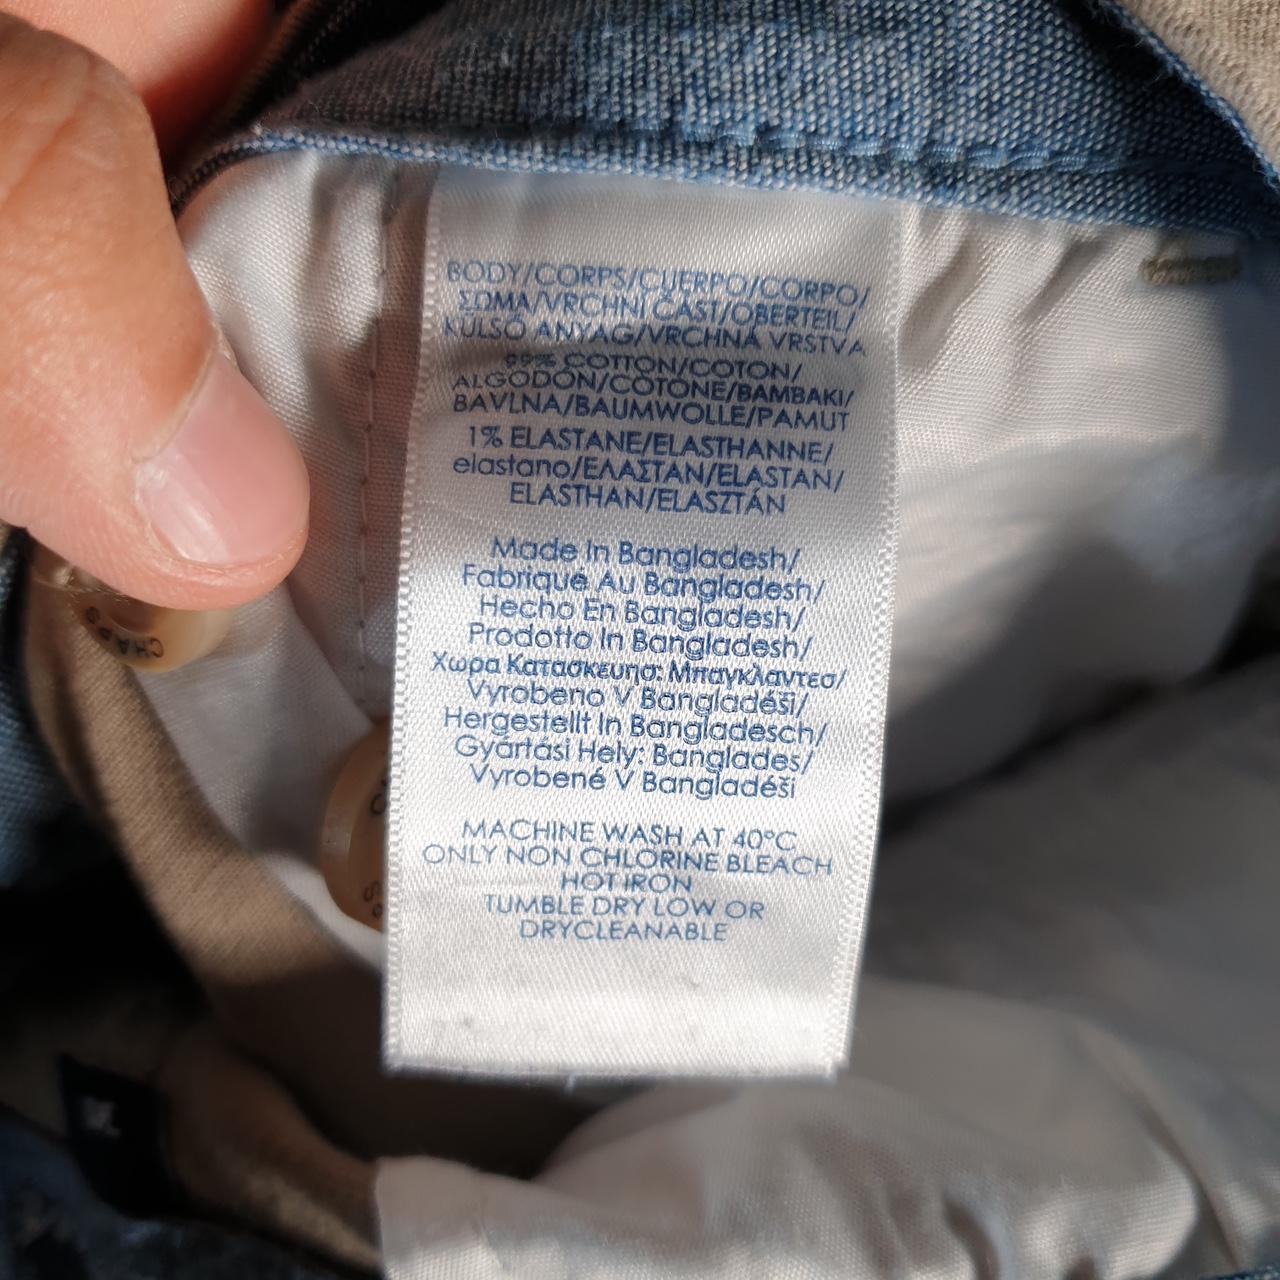 BODY/CORPS/CUERPO/CORPO/
ΣΩΜΑ/VRCHNÍ ČÁST/OBERTEIL/
KÜLSŐ ANYAG/VRCHNÁ VRSTVA
99% COTTON/COTON/
ALGODÓN/COTONE/BAMBAKI/
BAVLNA/BAUMWOLLE/PAMUT
1% ELASTANE/ELASTHANNE/
elastano/ΕΛΑΣΤΑΝ/ELASTAN/
ELASTHAN/ELASZTÁN
Made In Bangladesh/
Fabriqué Au Bangladesh/
Hecho En Bangladesh/
Prodotto In Bangladesh/
Χωρα Κατασκευησ: Μπαγκλαντεσ/
Vyrobeno V Bangladéši/
Hergestellt In Bangladesch/
Gyártási Hely: Banglades/
Vyrobené V Bangladéši
MACHINE WASH AT 40°C
ONLY NON CHLORINE BLEACH
HOT IRON
TUMBLE DRY LOW OR
DRYCLEANABLE
CHAPS